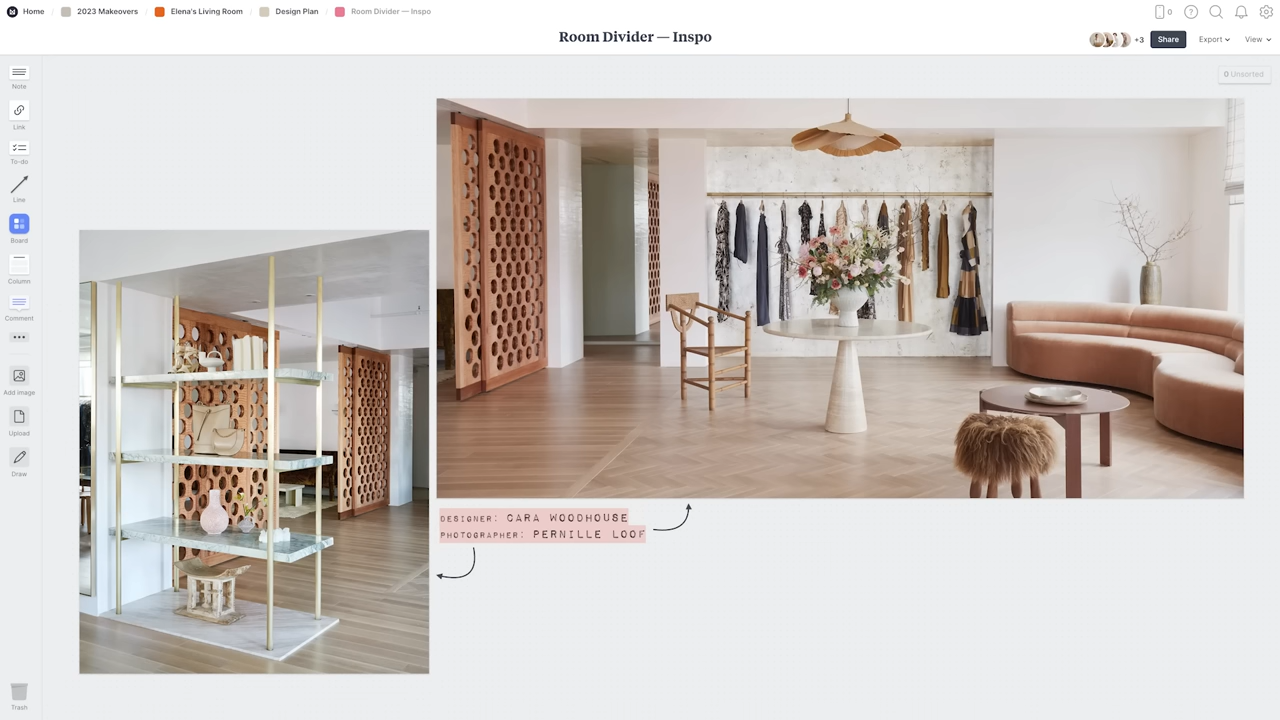 Home / 2023 Makeovers / Elena's Living Room / Design Plan / Room Divider — Inspo
0
Room Divider — Inspo
+3
Share
Export
View
0 Unsorted
Note
Link
To-do
Line
Board
Column
Comment
Add image
Upload
Draw
Trash
DESIGNER: CARA WOODHOUSE
PHOTOGRAPHER: PERNILLE LOOF